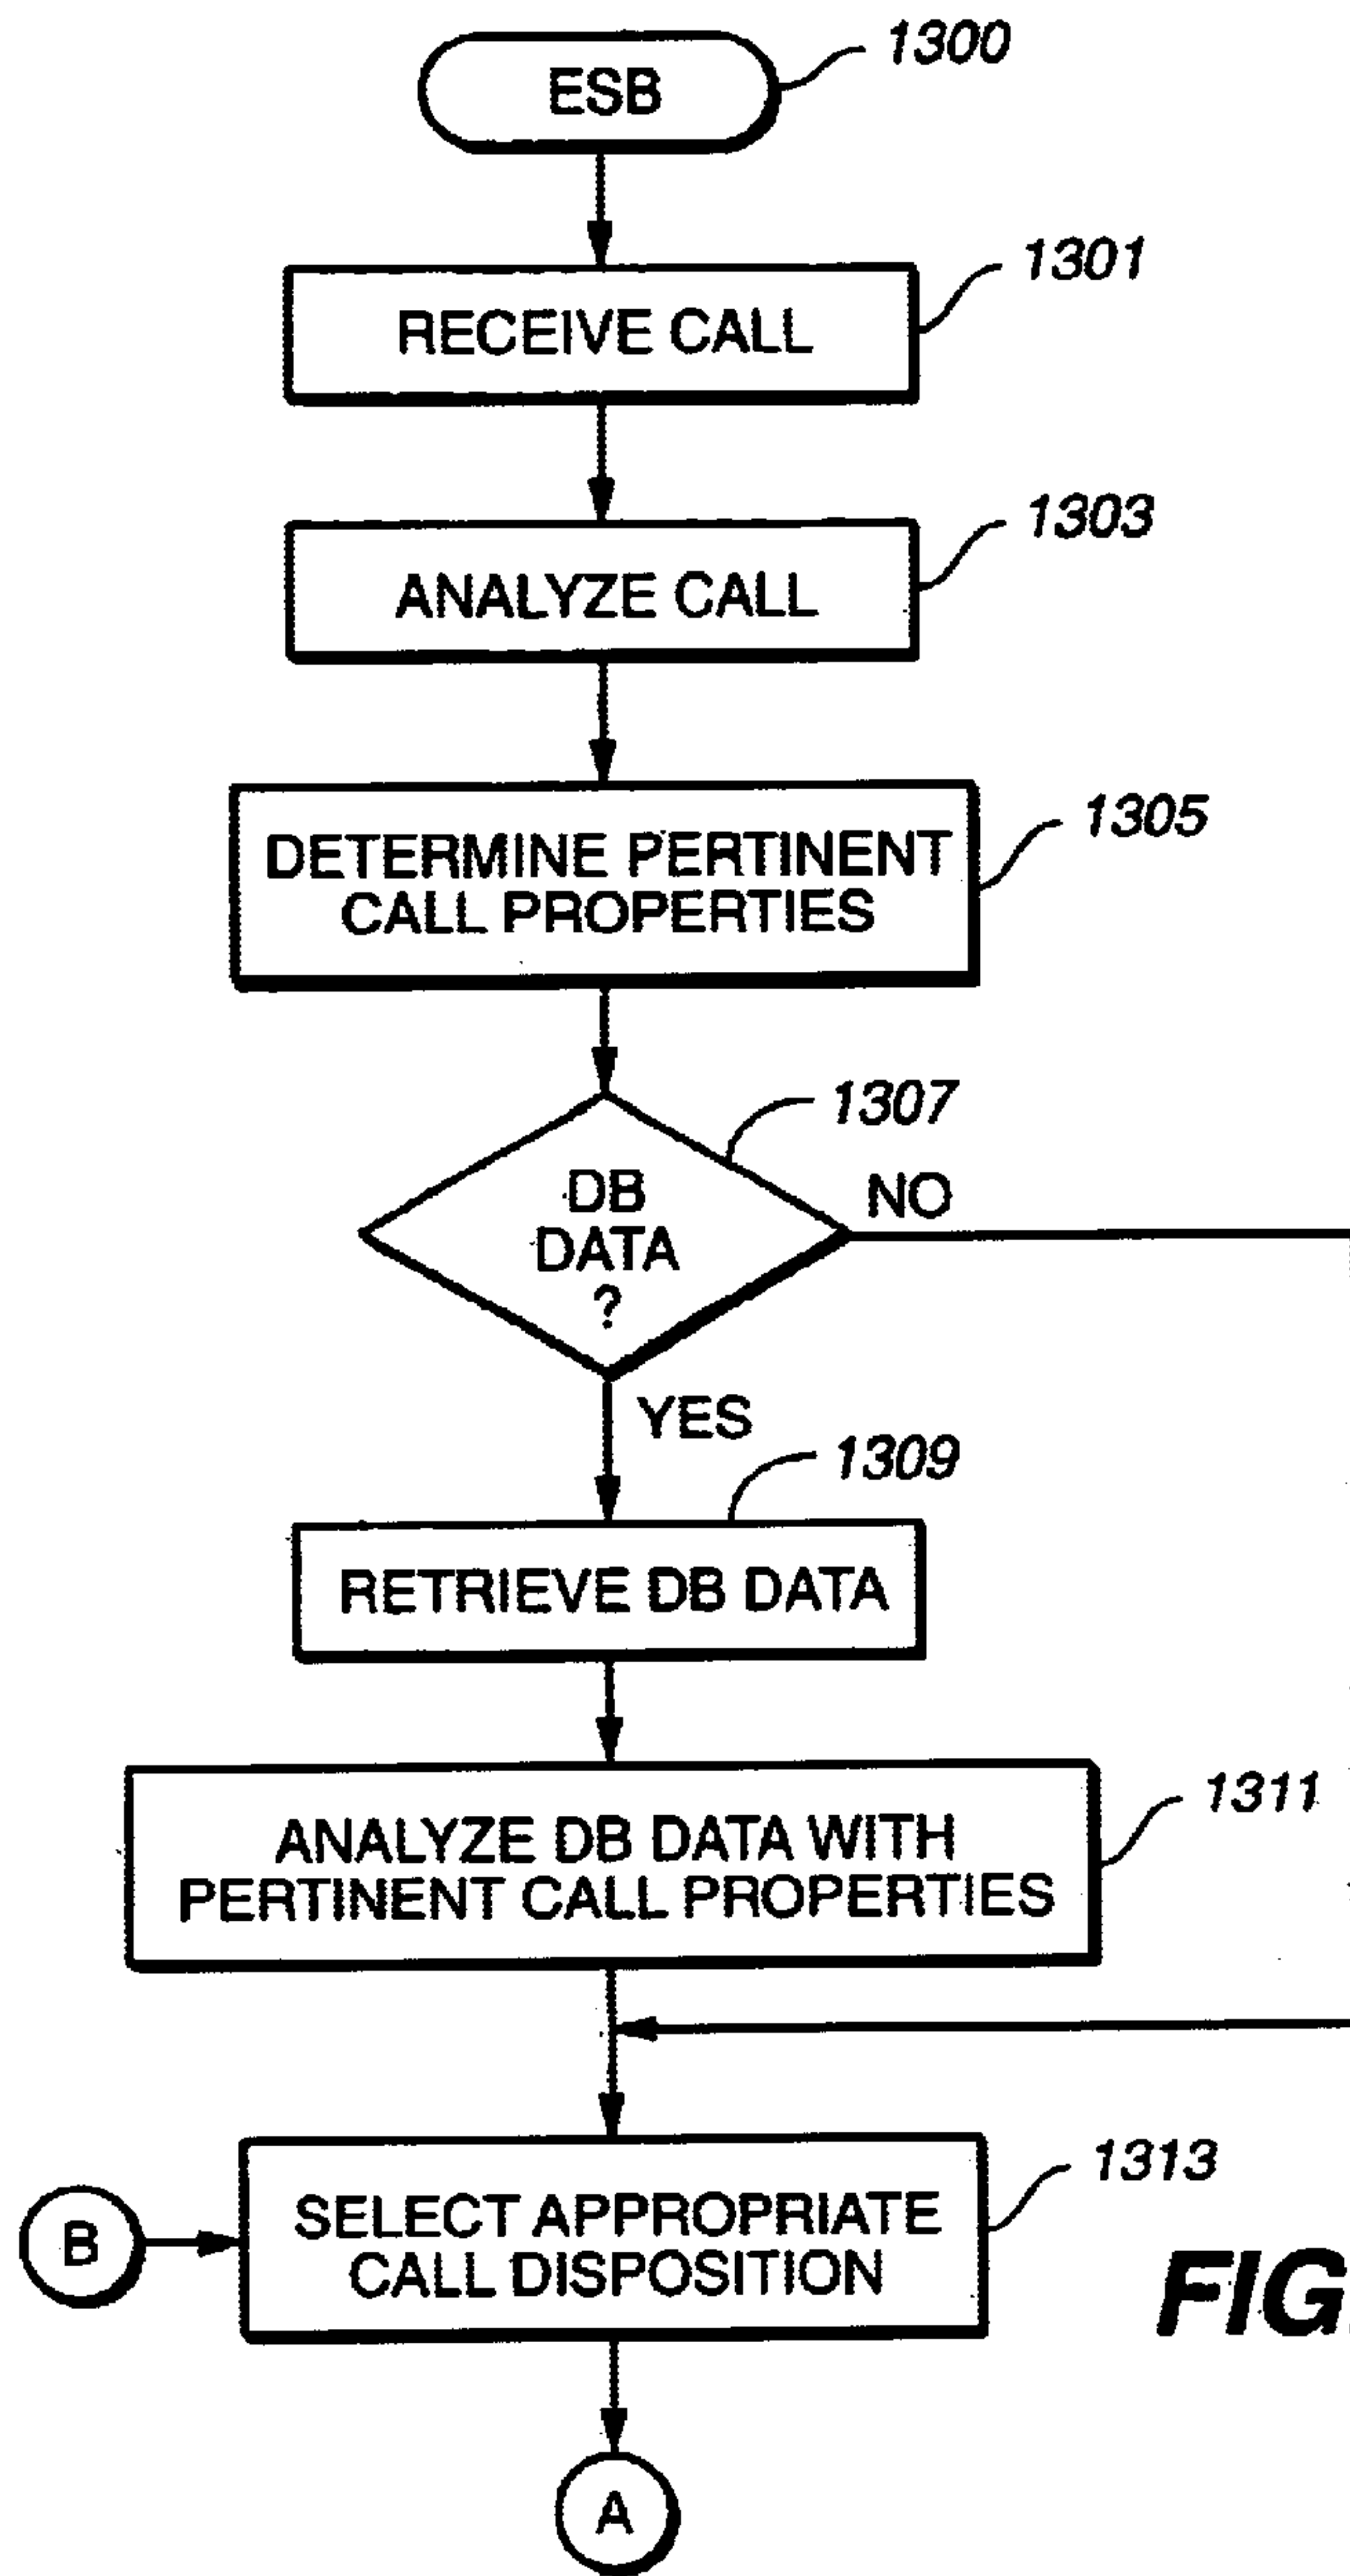 ESB
1300
RECEIVE CALL
1301
ANALYZE CALL
1303
DETERMINE PERTINENT
CALL PROPERTIES
1305
DB
DATA
?
1307
NO
YES
RETRIEVE DB DATA
1309
ANALYZE DB DATA WITH
PERTINENT CALL PROPERTIES
1311
B
SELECT APPROPRIATE
CALL DISPOSITION
1313
FIG.
A